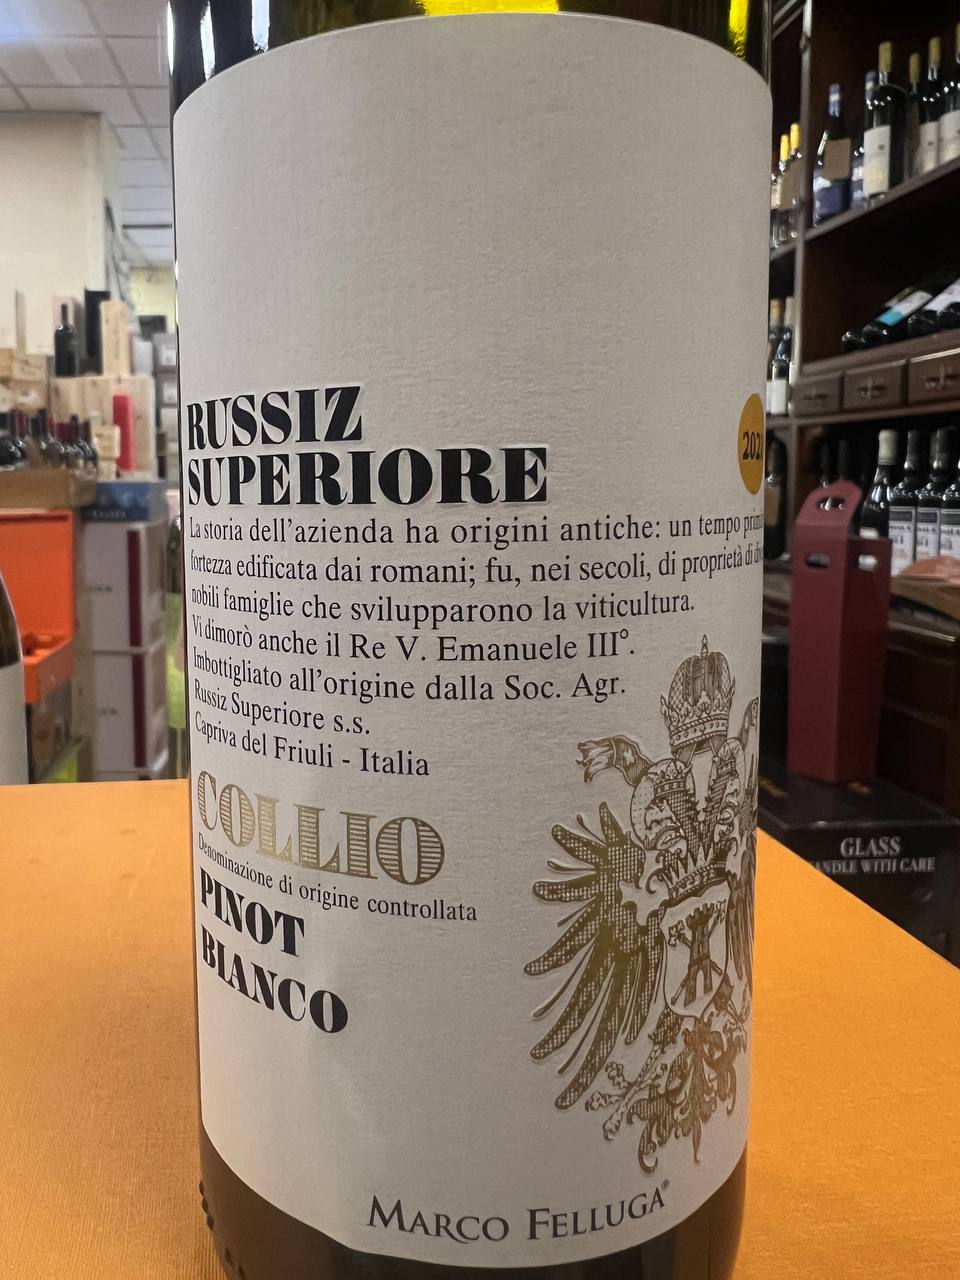 RUSSIZ
SUPERIORE
La storia dell'azienda ha origini antiche: un tempo
fortezza edificata dai romani; fu, nei secoli, di proprietà di
nobili famiglie che svilupparono la viticultura.
Vi dimorò anche il Re V. Emanuele III°.
Imbottigliato all'origine dalla Soc. Agr.
Russiz Superiore s.s.
Capriva del Friuli - Italia
COLLIO
Denominazione di origine controllata
PINOT
BIANCO
MARCO FELLUGA®
GLASS
WITH CARE